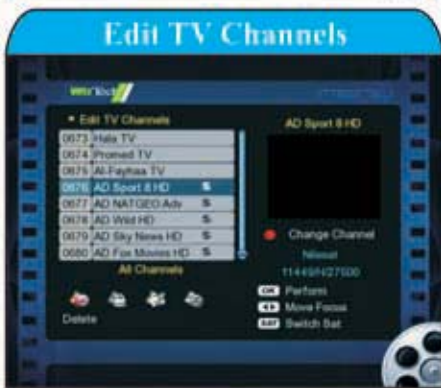 Edit TV Channels
Edit TV Channels
0673 Hala TV
0674 Promed TV
0675 Al-Fayhaa TV
0676 AD Sport 8 HD $
0677 AD NATGEO Adv $
0678 AD Wild HD $
0679 AD Sky News HD $
0680 AD Fox Movies HD $
All Channels
Delete
AD Sport 8 HD
Change Channel
Nilesat
11449/H/27500
OK Perform
Move Focus
SAT Switch Sat